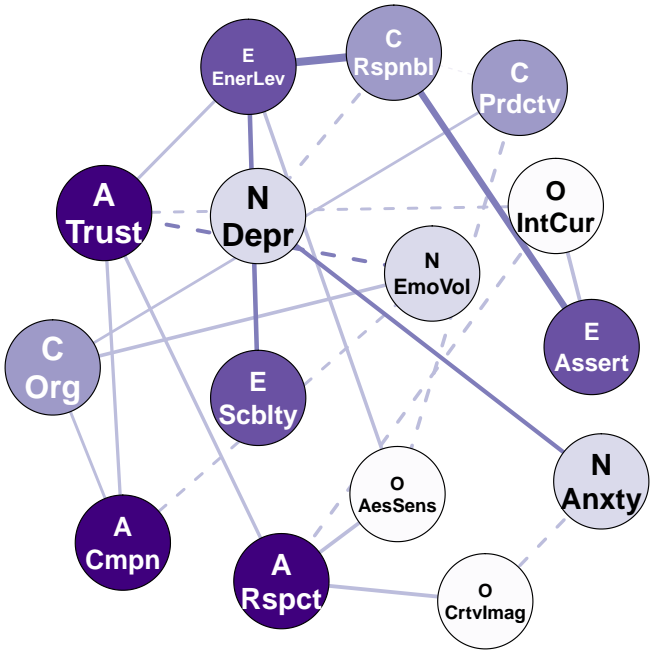 E
EnerLev
C
Rspnbl
C
Prdctv
A
Trust
N
Depr
O
IntCur
N
EmoVol
C
Org
E
Scblty
E
Assert
O
AesSens
N
Anxty
A
Cmpn
A
Rspct
O
CrtvImag